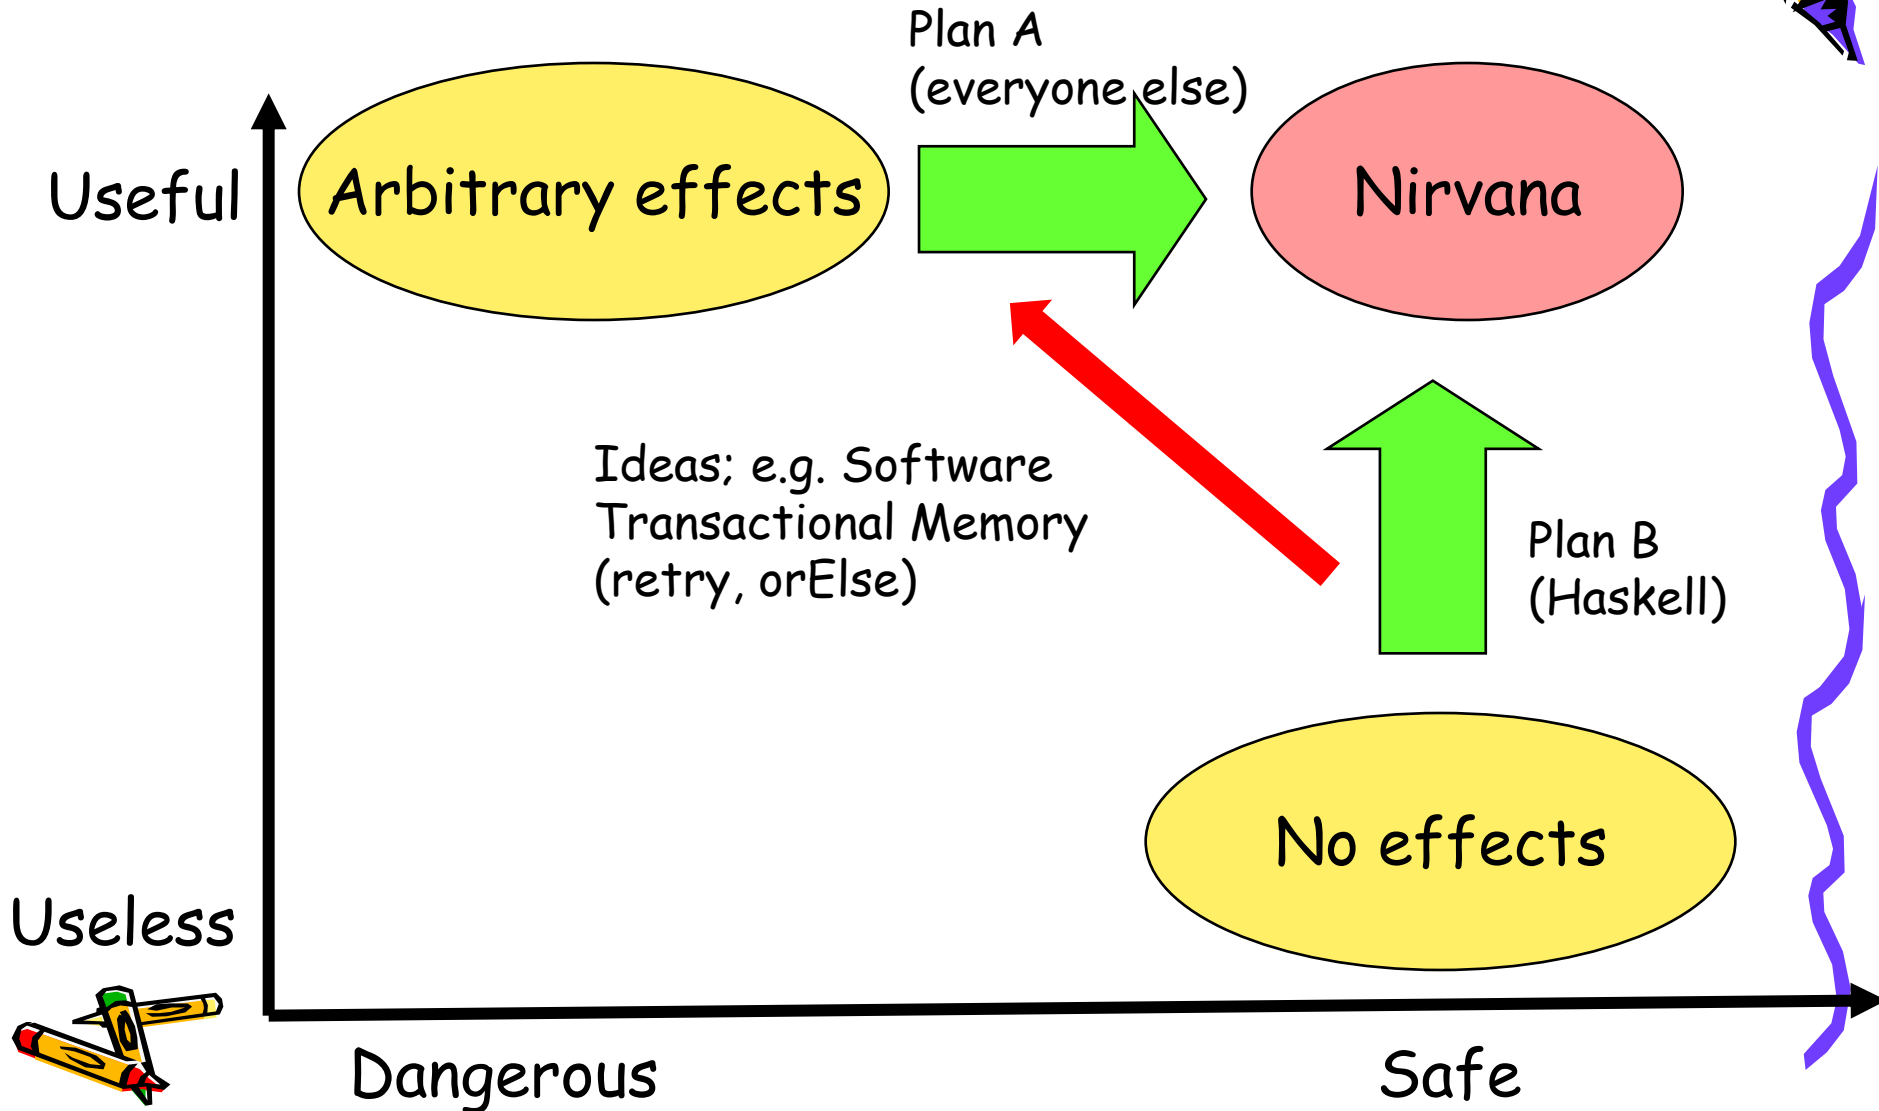 Plan A
(everyone else)
Useful
Arbitrary effects
Nirvana
Ideas; e.g. Software
Transactional Memory
(retry, orElse)
Plan B
(Haskell)
No effects
Useless
Dangerous
Safe